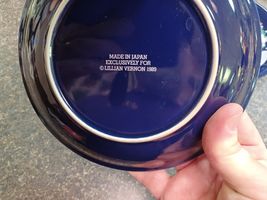 MADE IN JAPAN
EXCLUSIVELY FOR
© LILLIAN VERNON 1989